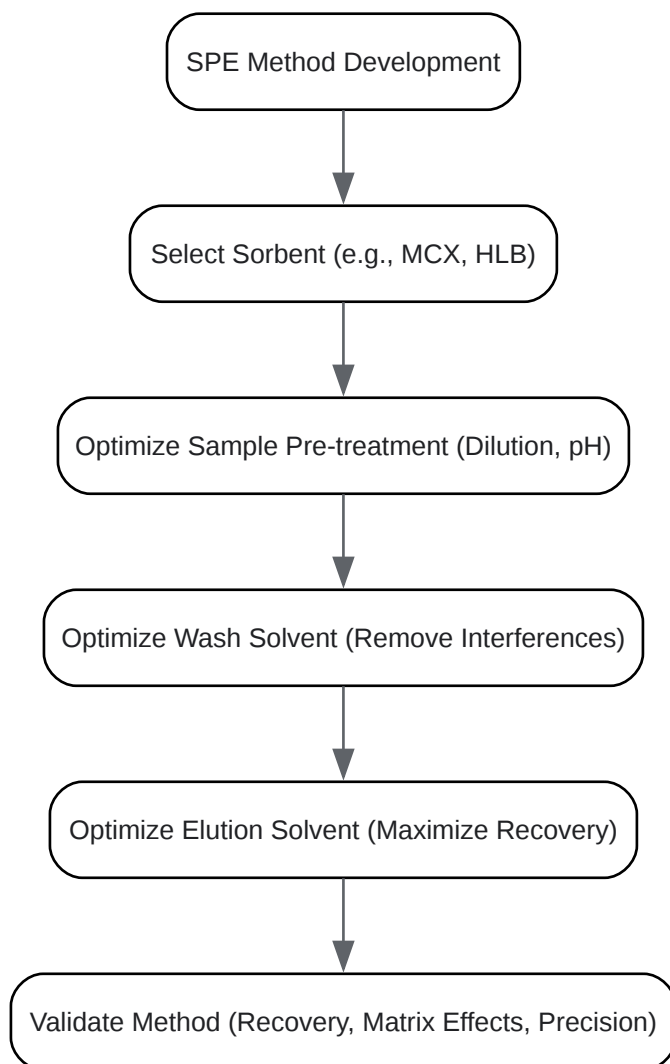 SPE Method Development
Select Sorbent (e.g., MCX, HLB)
Optimize Sample Pre-treatment (Dilution, pH)
Optimize Wash Solvent (Remove Interferences)
Optimize Elution Solvent (Maximize Recovery)
Validate Method (Recovery, Matrix Effects, Precision)